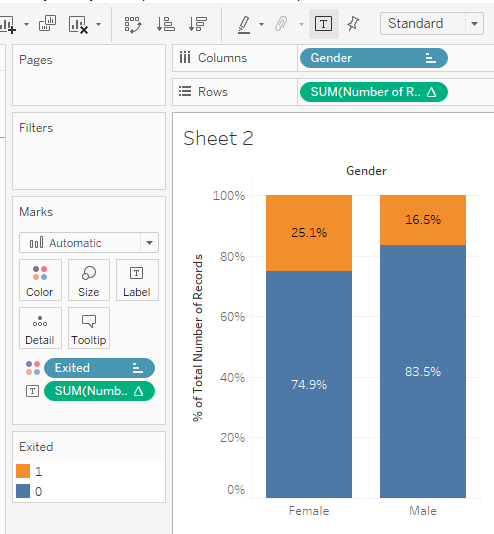 Standard
Pages
Columns
Gender
Rows
SUM(Number of R..
Filters
Sheet 2
Gender
Marks
Automatic
Color
Size
Label
Detail
Tooltip
Exited
SUM(Numb..
Exited
1
0
% of Total Number of Records
100%
80%
60%
40%
20%
0%
25.1%
16.5%
74.9%
83.5%
Female
Male